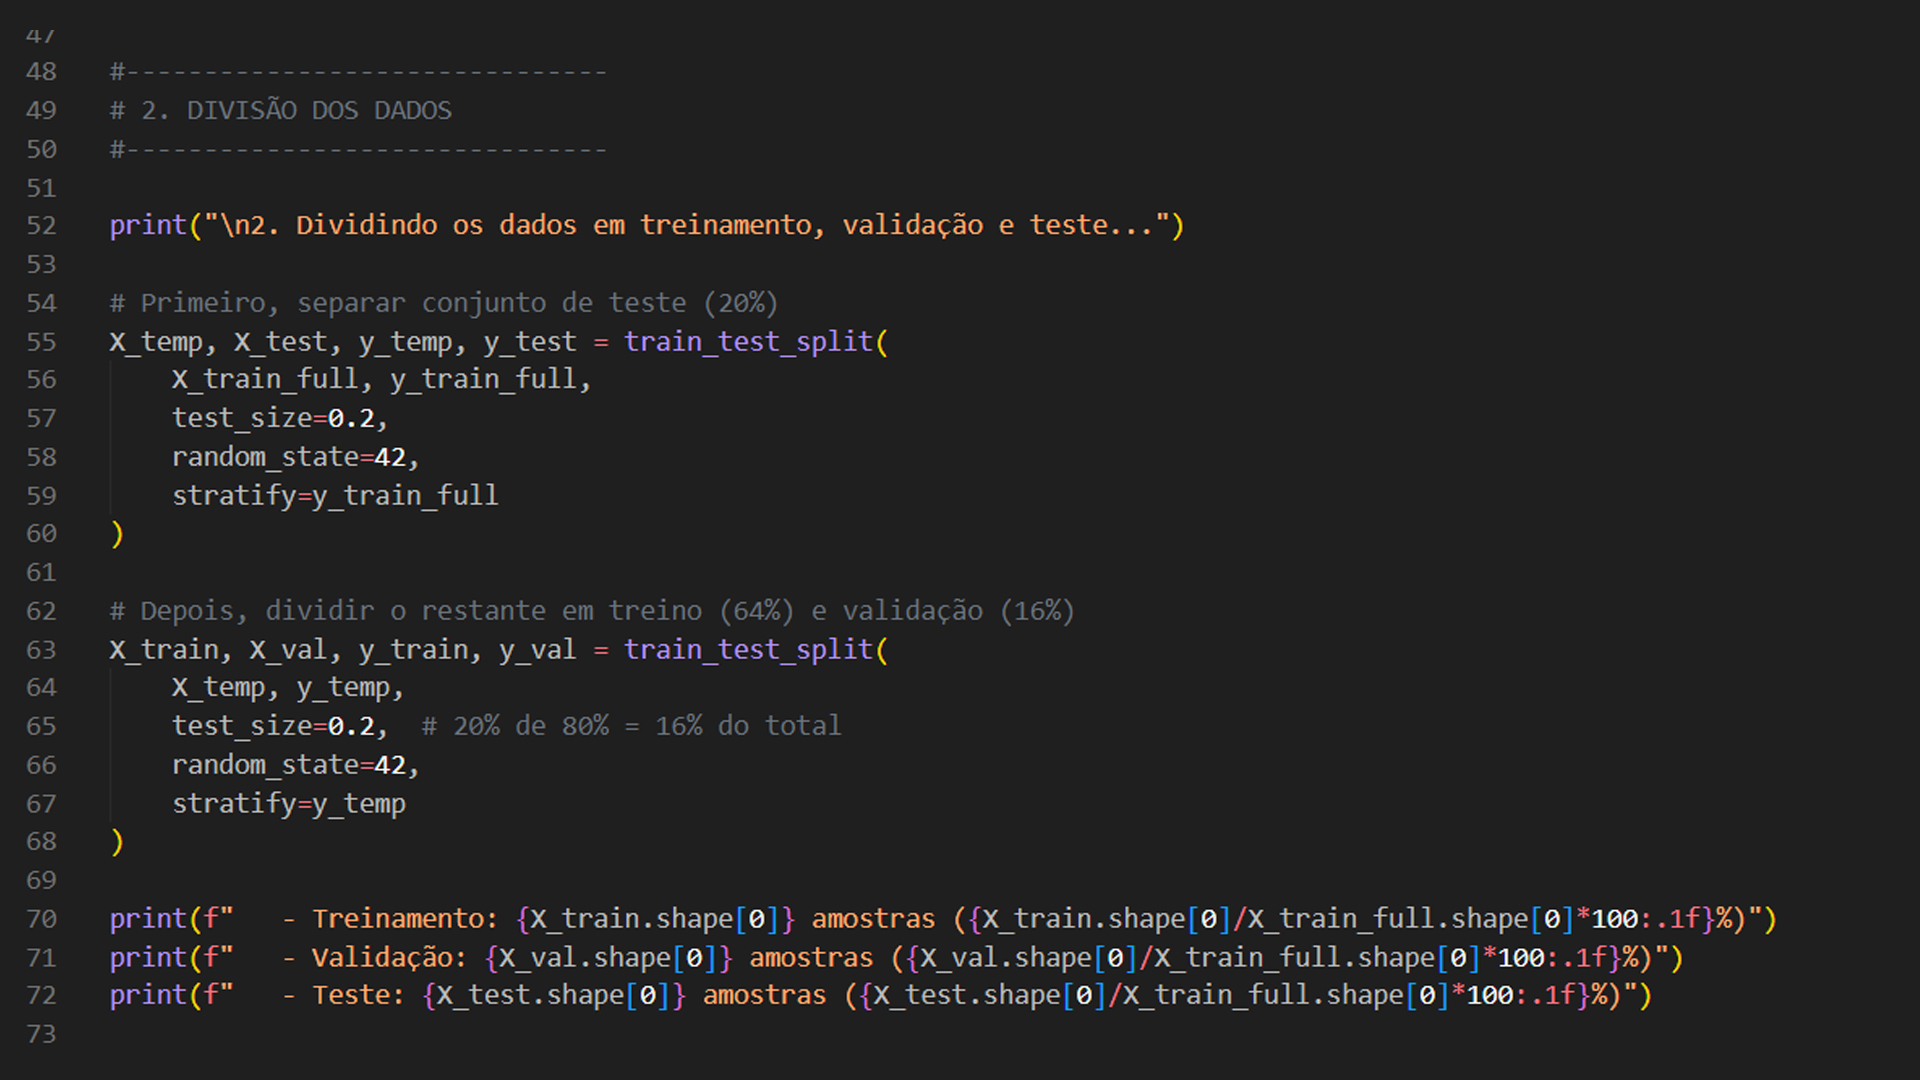 47
48 #-------------------------------
49 # 2. DIVISÃO DOS DADOS
50 #-------------------------------
51
52 print("\n2. Dividindo os dados em treinamento, validação e teste...")
53
54 # Primeiro, separar conjunto de teste (20%)
55 X_temp, X_test, y_temp, y_test = train_test_split(
56     X_train_full, y_train_full,
57     test_size=0.2,
58     random_state=42,
59     stratify=y_train_full
60 )
61
62 # Depois, dividir o restante em treino (64%) e validação (16%)
63 X_train, X_val, y_train, y_val = train_test_split(
64     X_temp, y_temp,
65     test_size=0.2,  # 20% de 80% = 16% do total
66     random_state=42,
67     stratify=y_temp
68 )
69
70 print(f"   - Treinamento: {X_train.shape[0]} amostras ({X_train.shape[0]/X_train_full.shape[0]*100:.1f}%)")
71 print(f"   - Validação: {X_val.shape[0]} amostras ({X_val.shape[0]/X_train_full.shape[0]*100:.1f}%)")
72 print(f"   - Teste: {X_test.shape[0]} amostras ({X_test.shape[0]/X_train_full.shape[0]*100:.1f}%)")
73